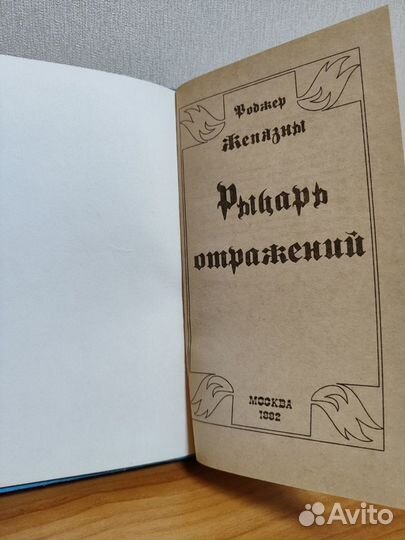 Роджер
Желязны
Рыцарь
отражений
МОСКВА
1992
Avito